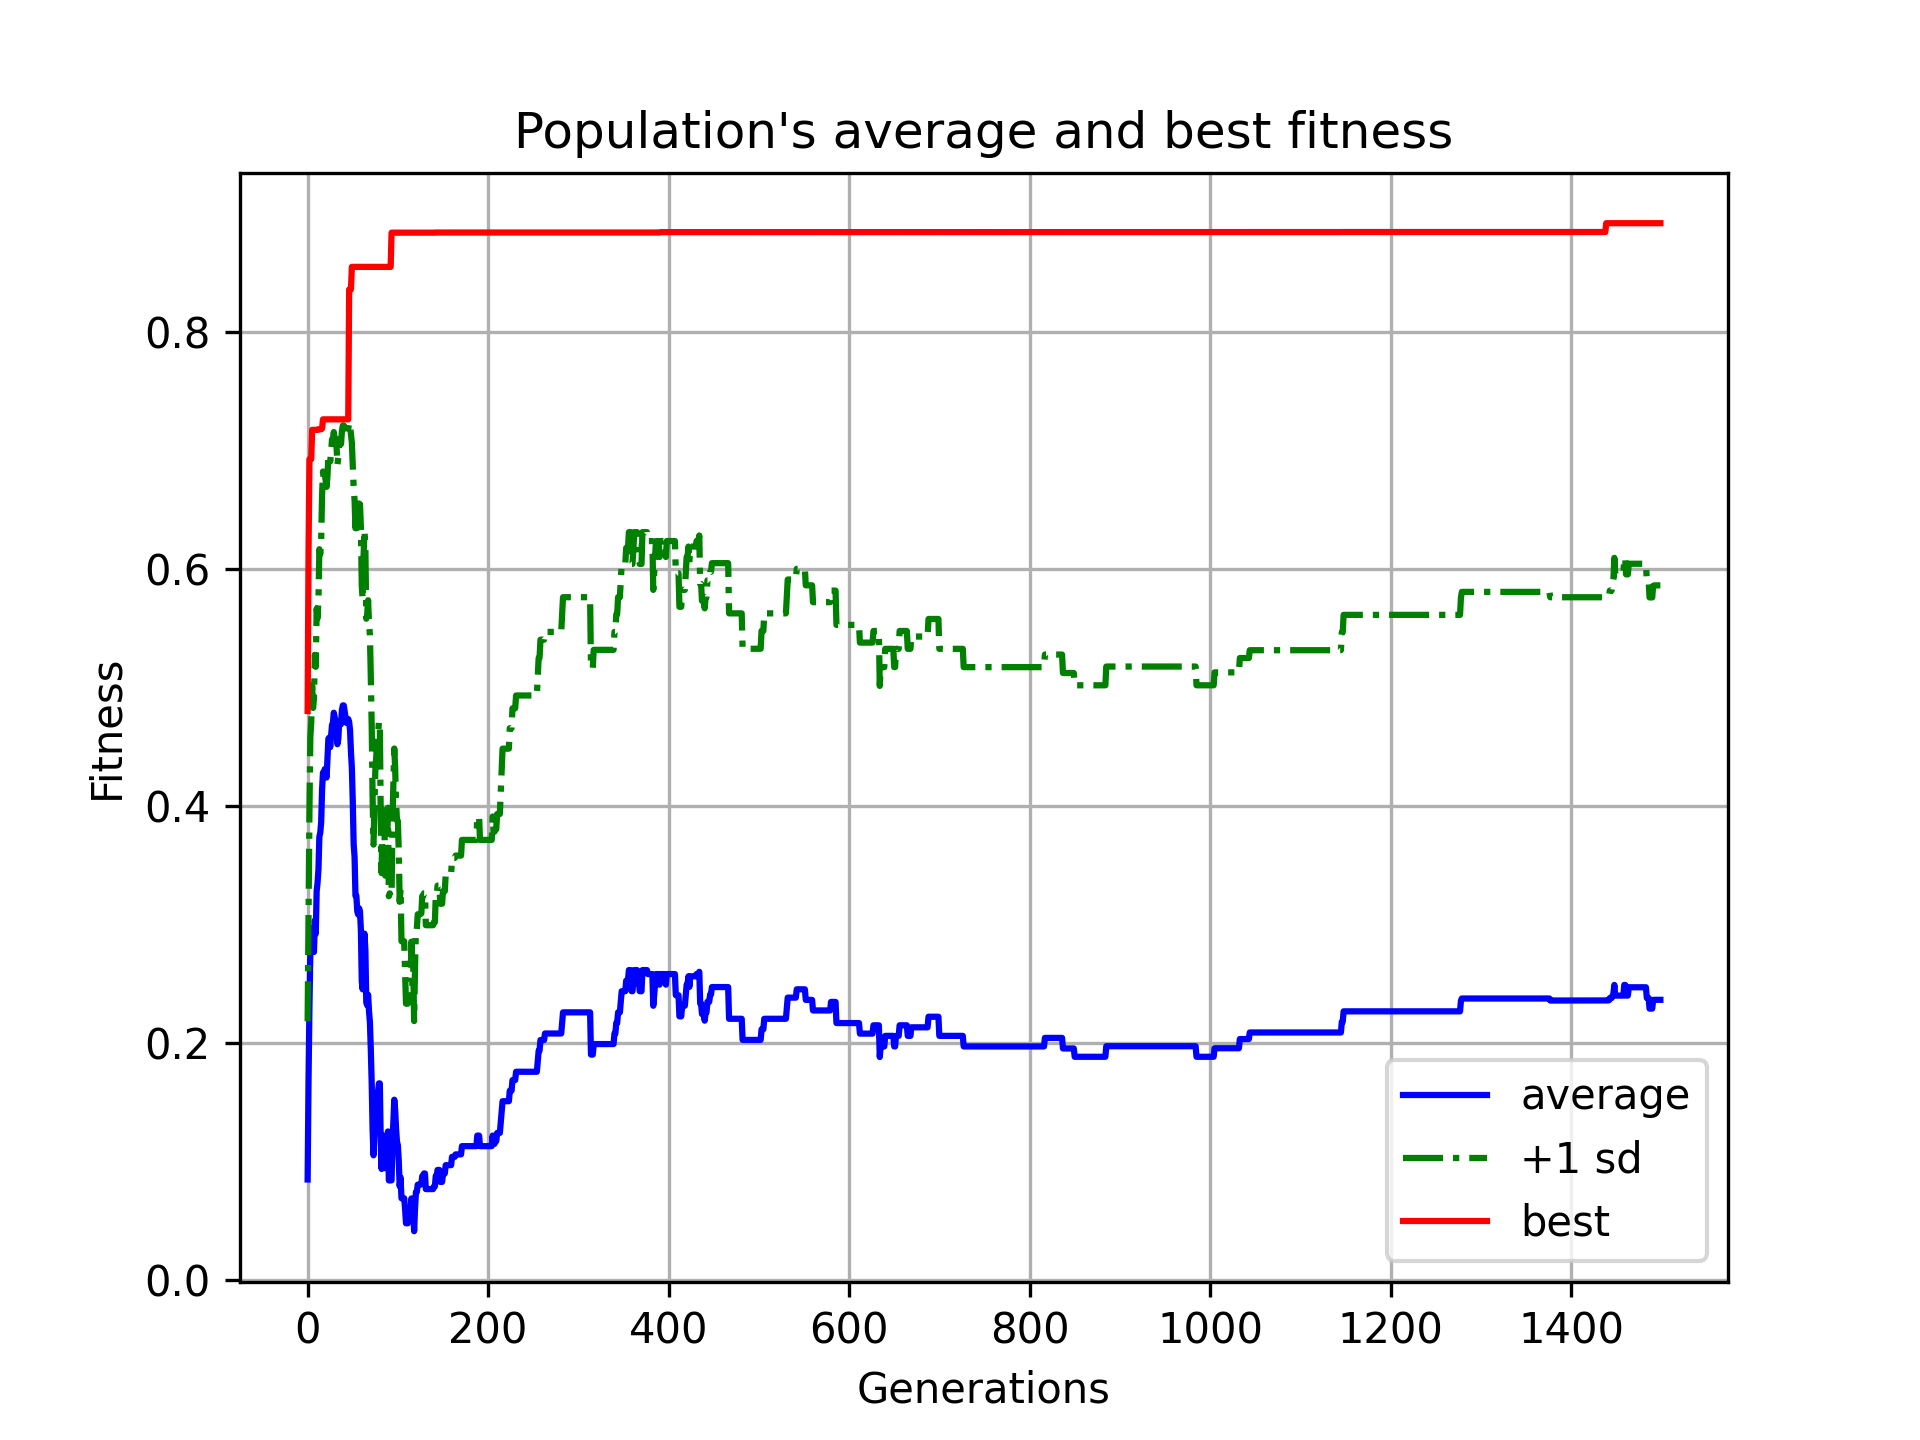 Population's average and best fitness
Fitness
0.8
0.6
0.4
0.2
0.0
0 200 400 600 800 1000 1200 1400
Generations
average
+1 sd
best